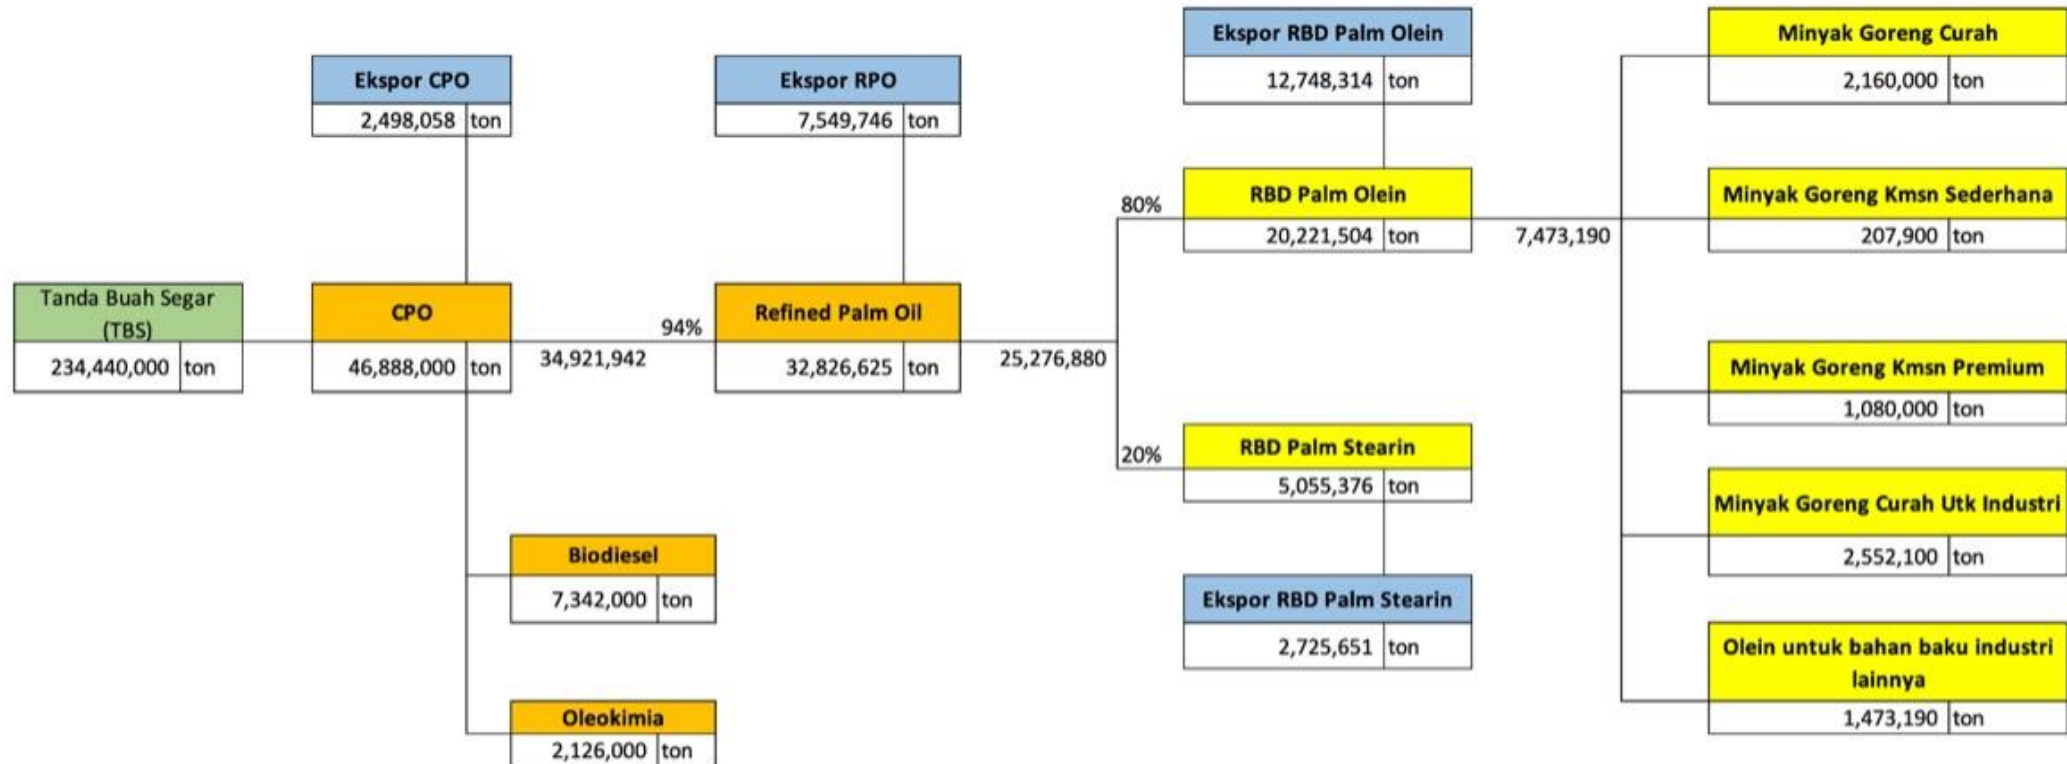 Ekspor CPO
2,498,058 ton
Ekspor RPO
7,549,746 ton
Ekspor RBD Palm Olein
12,748,314 ton
Minyak Goreng Curah
2,160,000 ton
80%
RBD Palm Olein
20,221,504 ton
7,473,190
Minyak Goreng Kmsn Sederhana
207,900 ton
Tanda Buah Segar
(TBS)
234,440,000 ton
CPO
46,888,000 ton
94%
34,921,942
Refined Palm Oil
32,826,625 ton
25,276,880
Minyak Goreng Kmsn Premium
1,080,000 ton
20%
RBD Palm Stearin
5,055,376 ton
Minyak Goreng Curah Utk Industri
2,552,100 ton
Biodiesel
7,342,000 ton
Ekspor RBD Palm Stearin
2,725,651 ton
Olein untuk bahan baku industri
lainnya
1,473,190 ton
Oleokimia
2,126,000 ton